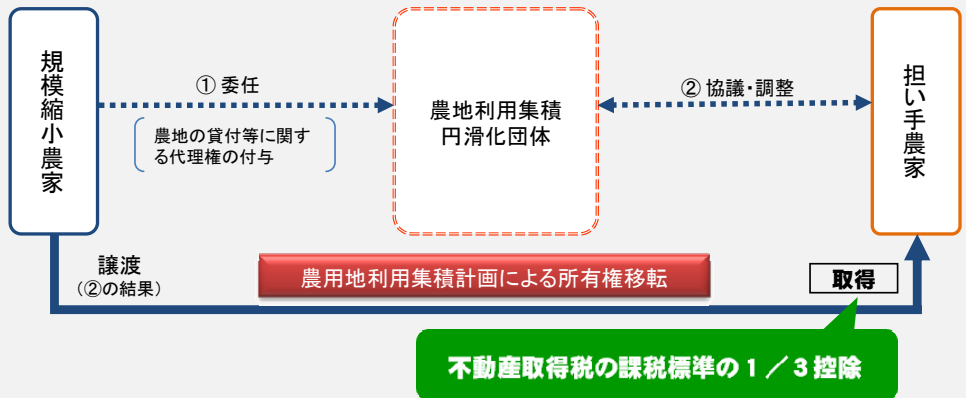 規模縮小農家
① 委任
農地の貸付等に関す
る代理権の付与
農地利用集積
円滑化団体
② 協議・調整
担い手農家
譲渡
（②の結果）
農用地利用集積計画による所有権移転
取得
不動産取得税の課税標準の１／３控除